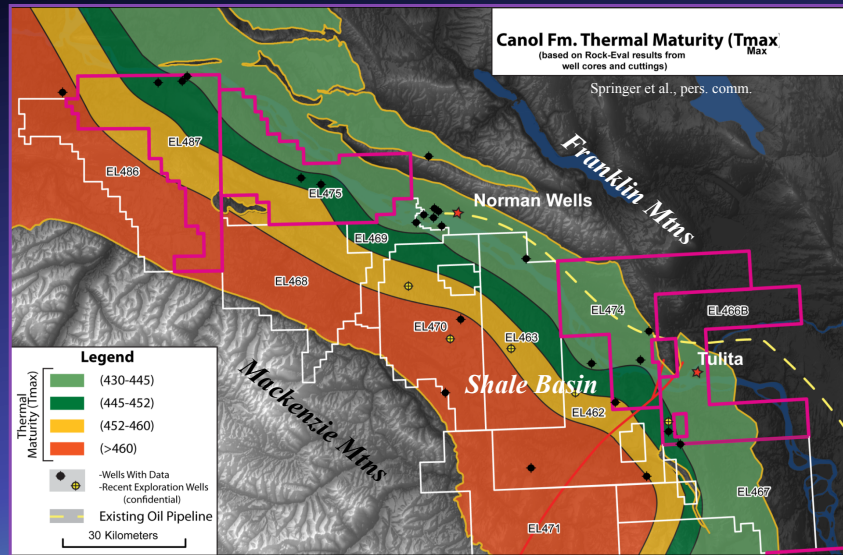 Canol Fm. Thermal Maturity (Tmax)
Max
(based on Rock-Eval results from
well cores and cuttings)
Springer et al., pers. comm.
Franklin Mtns
EL487
EL486
EL475
Norman Wells
EL469
EL468
EL474
EL466B
EL470
EL463
Tulita
Shale Basin
Mackenzie Mtns
EL462
EL467
EL471
Legend
Thermal
Maturity (Tmax)
(430-445)
(445-452)
(452-460)
(>460)
-Wells With Data
-Recent Exploration Wells
(confidential)
Existing Oil Pipeline
30 Kilometers